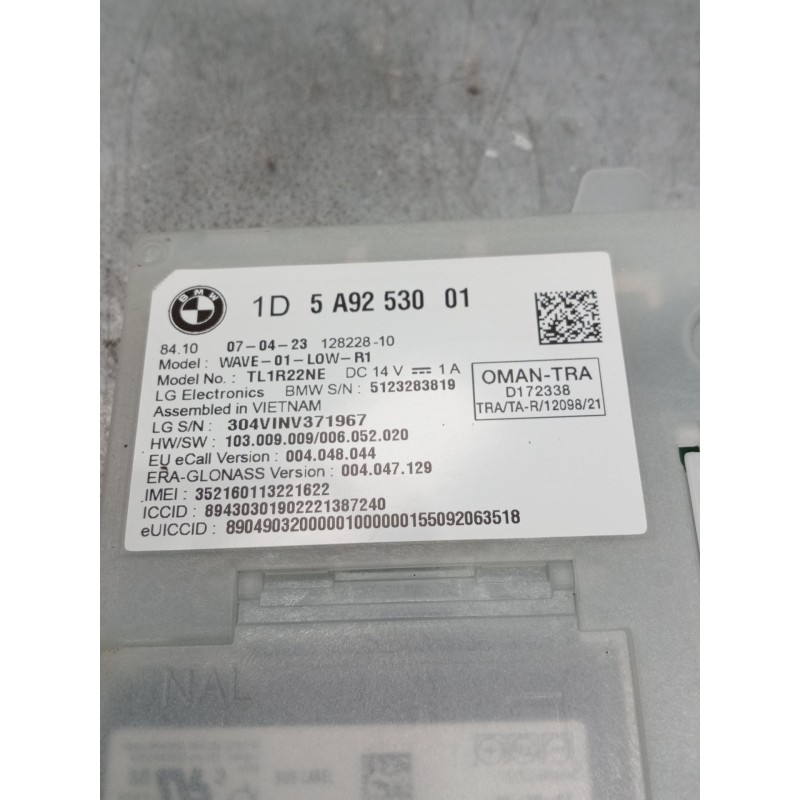 BMW
1D 5 A92 530 01
84.10 07-04-23 128228-10
Model: WAVE-01-LOW-R1
Model No.: TL1R22NE DC 14 V ⎓ 1 A
LG Electronics BMW S/N: 5123283819
Assembled in VIETNAM
LG S/N: 304VINV371967
HW/SW: 103.009.009/006.052.020
EU eCall Version: 004.048.044
ERA-GLONASS Version: 004.047.129
IMEI: 352160113221622
ICCID: 89430301902221387240
eUICCID: 89049032000001000000155092063518
OMAN-TRA
D172338
TRA/TA-R/12098/21
NAL